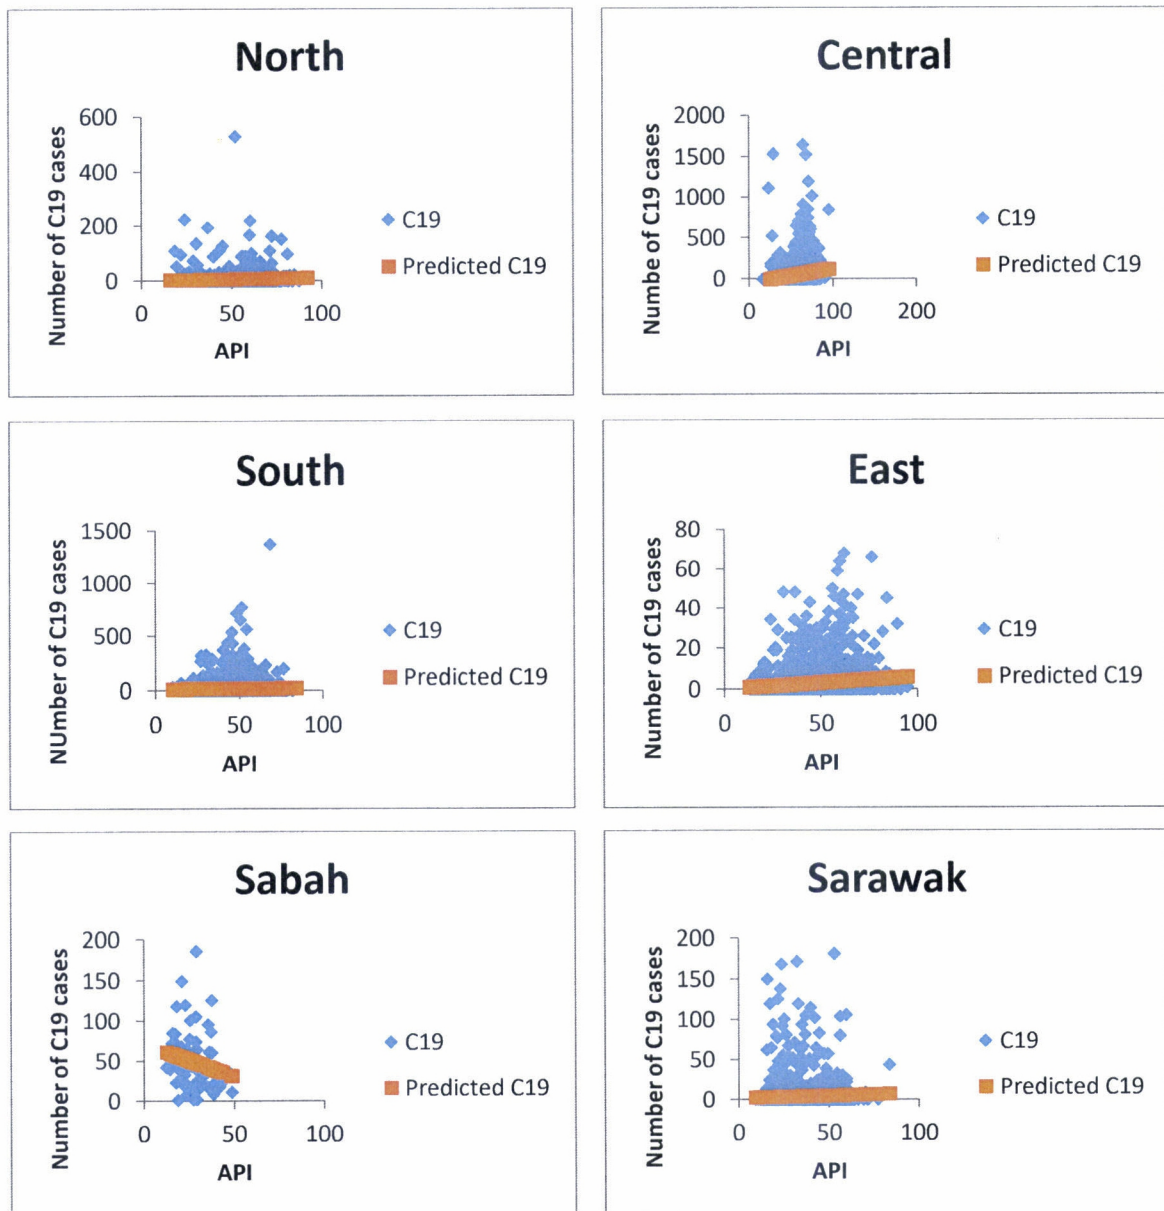 North
Number of C19 cases
600
400
200
0
0 50 100
API
C19
Predicted C19
Central
Numbe of C19 cases
2000
1500
1000
500
0
0 100 200
API
C19
Predicted C19
South
NUmber of C19 cases
1500
1000
500
0
0 50 100
API
C19
Predicted C19
East
Number of C19 cases
80
60
40
20
0
0 50 100
API
C19
Predicted C19
Sabah
Number of C19 cases
200
150
100
50
0
0 50 100
API
C19
Predicted C19
Sarawak
Number of C19 cases
200
150
100
50
0
0 50 100
API
C19
Predicted C19